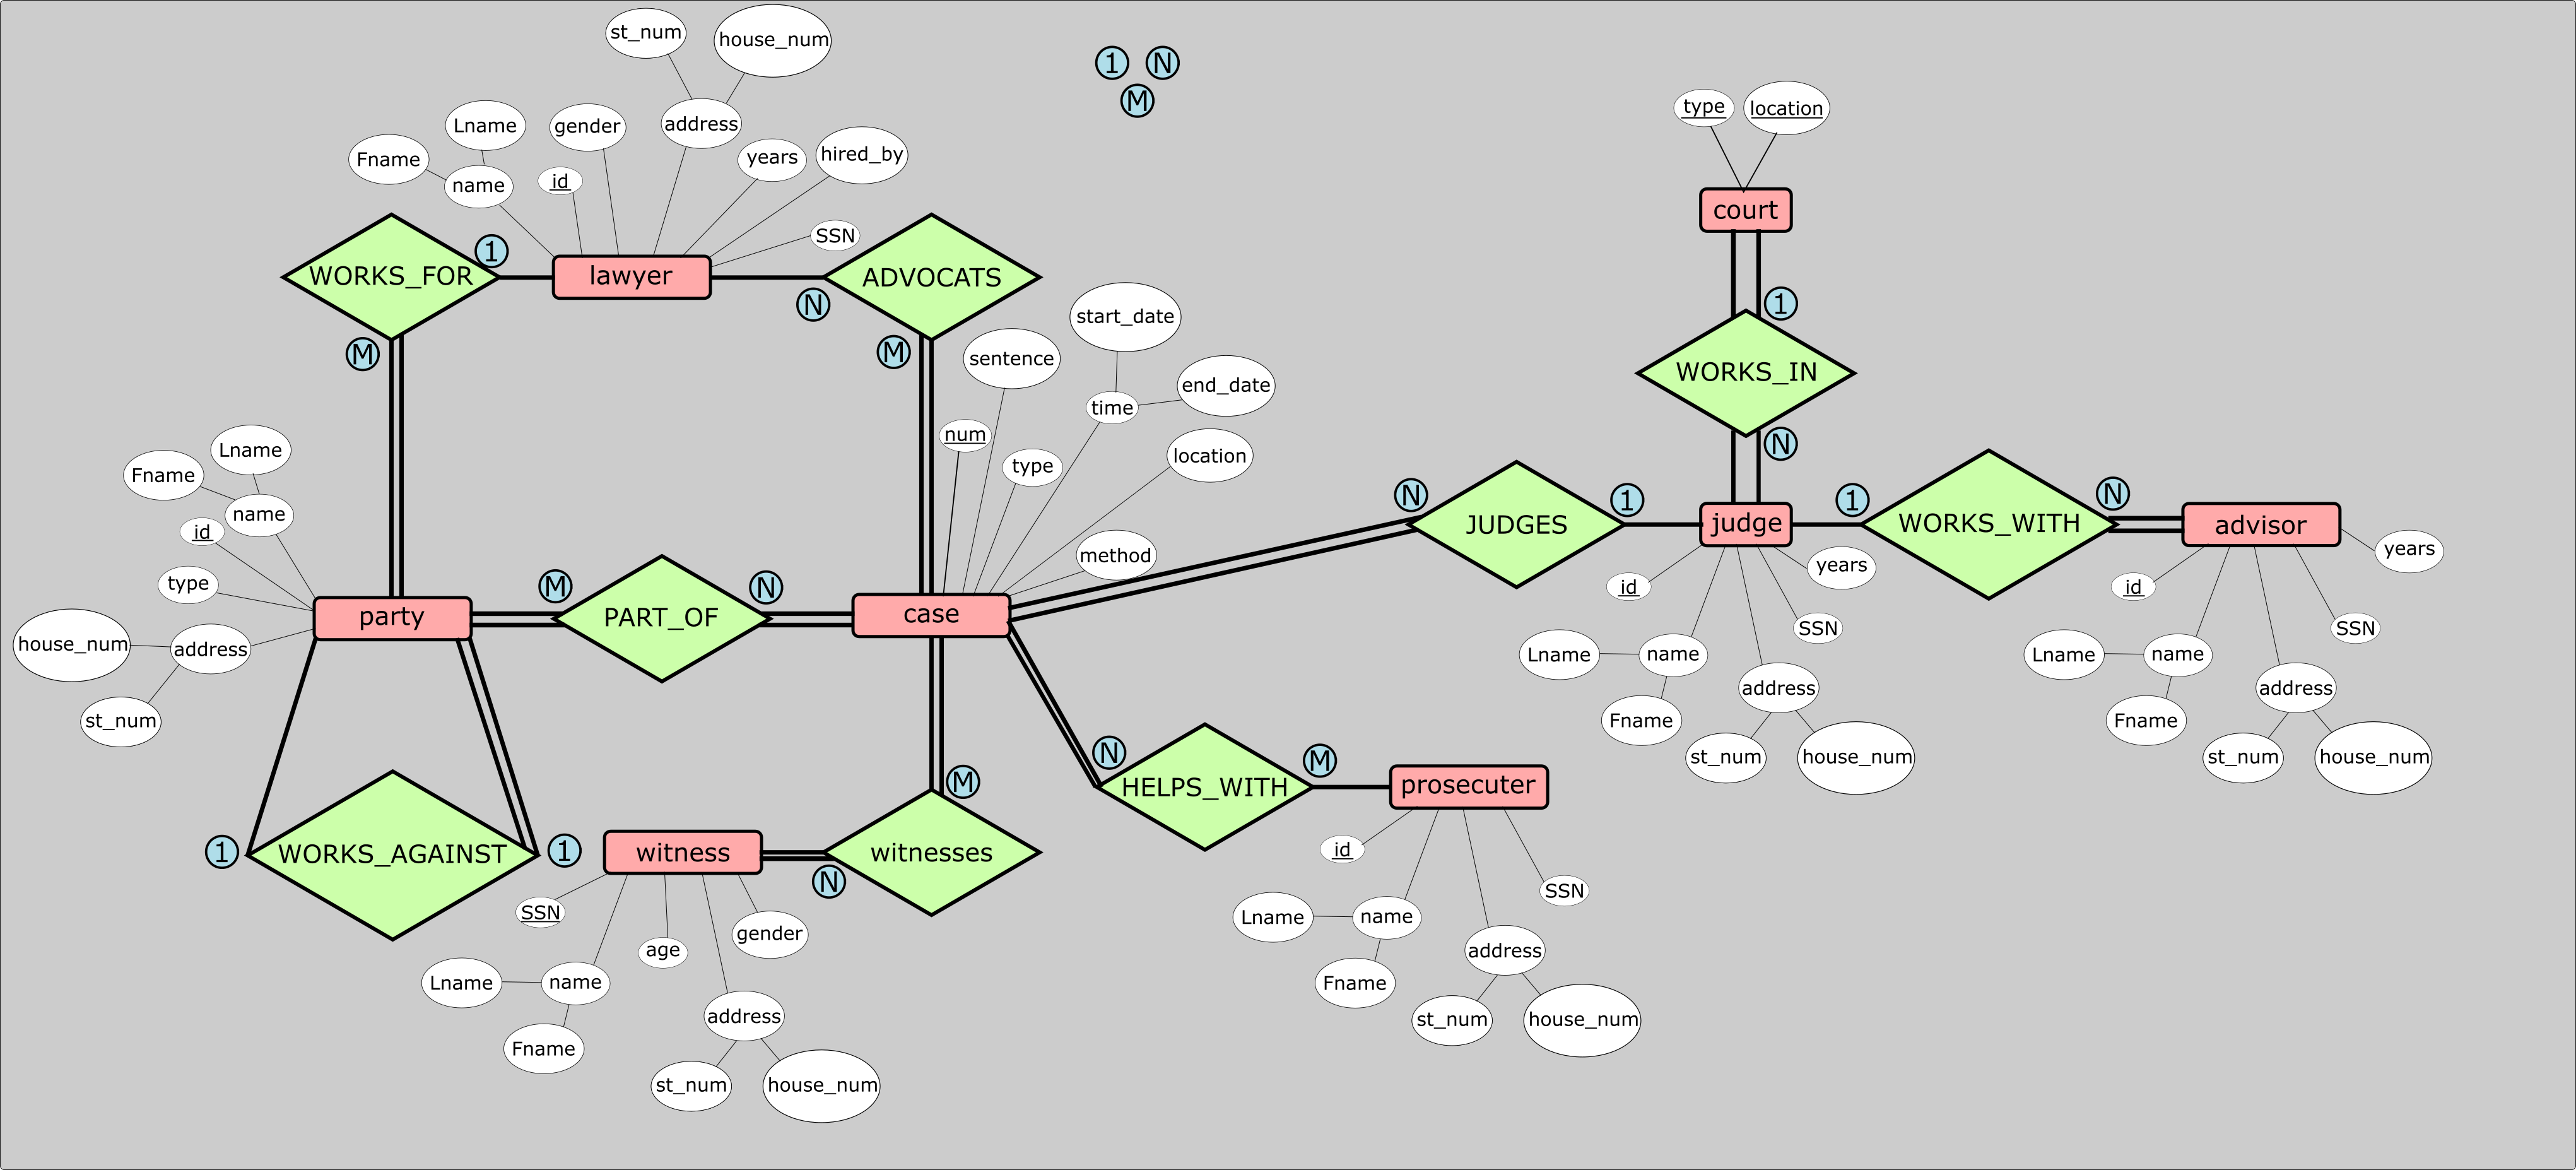 st_num
house_num
1
N
M
Lname
gender
address
Fname
name
id
years
hired_by
SSN
WORKS_FOR
1
lawyer
N
ADVOCATS
M
M
type
location
court
1
WORKS_IN
N
start_date
sentence
end_date
time
num
type
location
method
Lname
Fname
name
id
type
house_num
address
st_num
party
M
PART_OF
N
case
N
JUDGES
1
judge
1
WORKS_WITH
N
advisor
id
years
SSN
Lname
name
Fname
address
st_num
house_num
years
id
SSN
Lname
name
Fname
address
st_num
house_num
1
WORKS_AGAINST
1
witness
N
witnesses
M
N
HELPS_WITH
M
prosecuter
SSN
age
gender
Lname
name
Fname
address
st_num
house_num
id
SSN
Lname
name
Fname
address
st_num
house_num